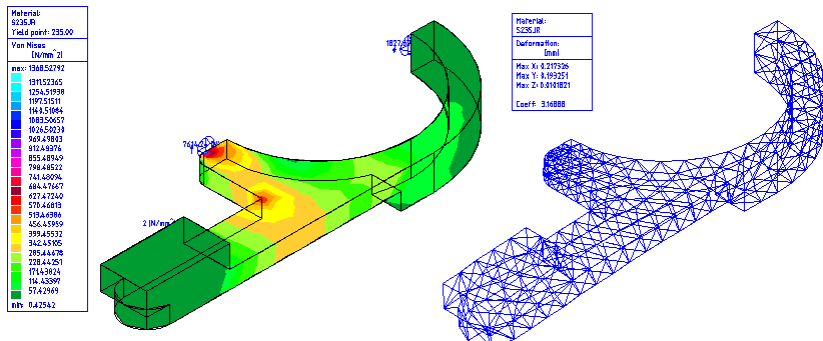 Material:
S235JR
Yield point: 235.00
Von Mises
[N/mm^2]
max: 1368.52792
1311.52365
1254.51938
1197.51511
1140.51084
1083.50657
1026.50230
969.49803
912.49376
855.48949
798.48522
741.48094
684.47667
627.47240
570.46813
513.46386
456.45959
399.45532
342.45105
285.44678
228.44251
171.43824
114.43397
57.42969
min: 0.42542
2 [N/mm^
Material:
S235JR
Deformation:
[mm]
Max X: 0.217326
Max Y: 0.193251
Max Z: 0.0101821
Coeff: 3.16888